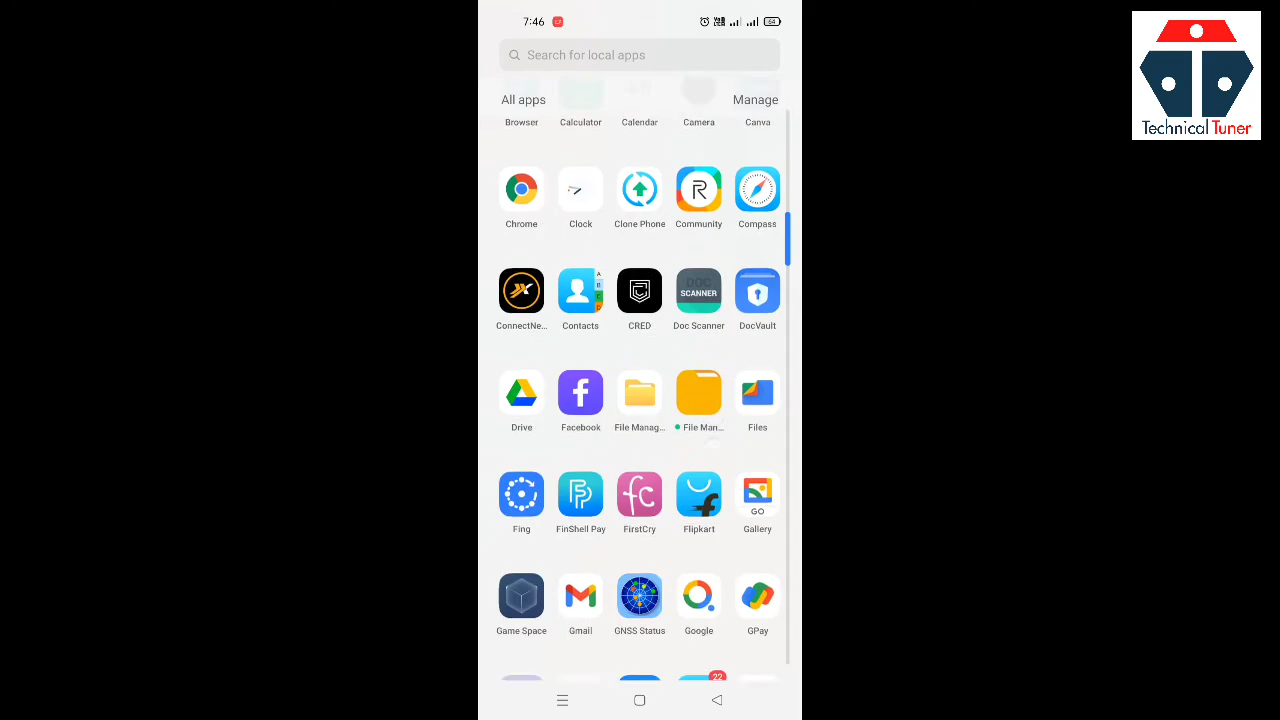 7:46
64
Search for local apps
All apps
Manage
Browser
Calculator
Calendar
Camera
Canva
Chrome
Clock
Clone Phone
Community
Compass
A
B
C
D
DOC
SCANNER
ConnectNe...
Contacts
CRED
Doc Scanner
DocVault
Drive
Facebook
File Manag...
File Man...
Files
GO
Fing
FinShell Pay
FirstCry
Flipkart
Gallery
Game Space
Gmail
GNSS Status
Google
GPay
22
Technical Tuner